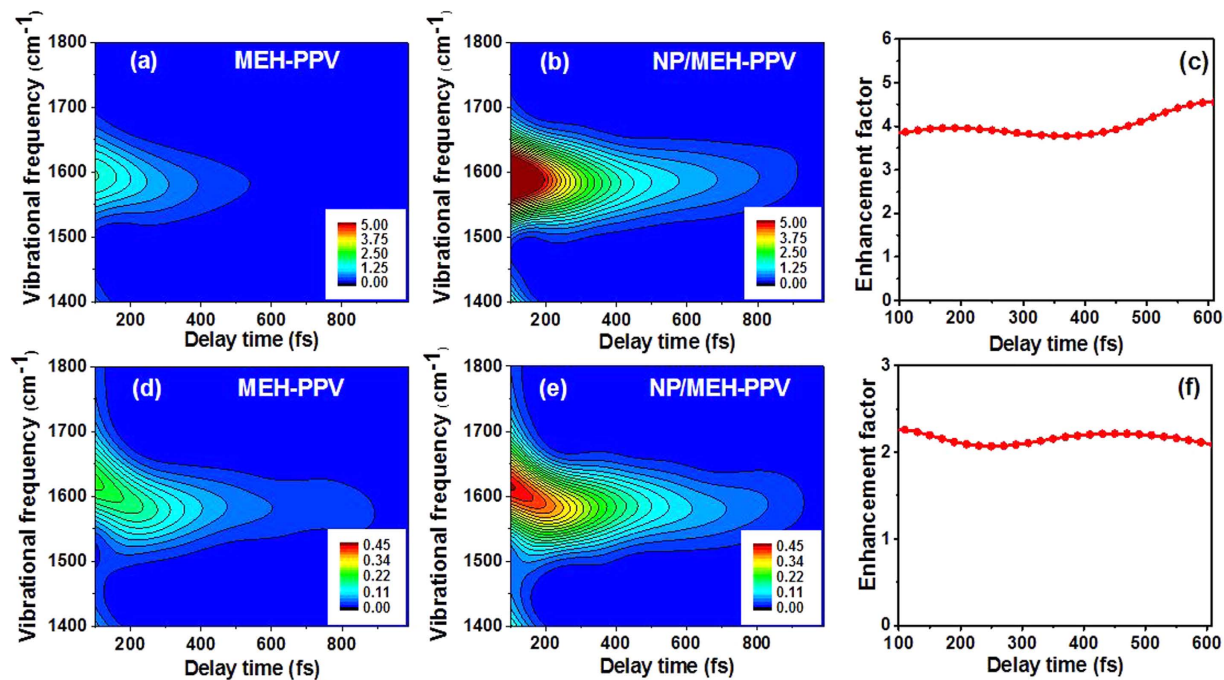 (a) MEH-PPV
Vibrational frequency (cm-1)
1800
1700
1600
1500
1400
5.00
3.75
2.50
1.25
0.00
200 400 600 800
Delay time (fs)
(b) NP/MEH-PPV
Vibrational frequency (cm-1)
1800
1700
1600
1500
1400
5.00
3.75
2.50
1.25
0.00
200 400 600 800
Delay time (fs)
(c)
Enhancement factor
6
5
4
3
2
1
0
100 200 300 400 500 600
Delay time (fs)
(d) MEH-PPV
Vibrational frequency (cm-1)
1800
1700
1600
1500
1400
0.45
0.34
0.22
0.11
0.00
200 400 600 800
Delay time (fs)
(e) NP/MEH-PPV
Vibrational frequency (cm-1)
1800
1700
1600
1500
1400
0.45
0.34
0.22
0.11
0.00
200 400 600 800
Delay time (fs)
(f)
Enhancement factor
3
2
1
0
100 200 300 400 500 600
Delay time (fs)